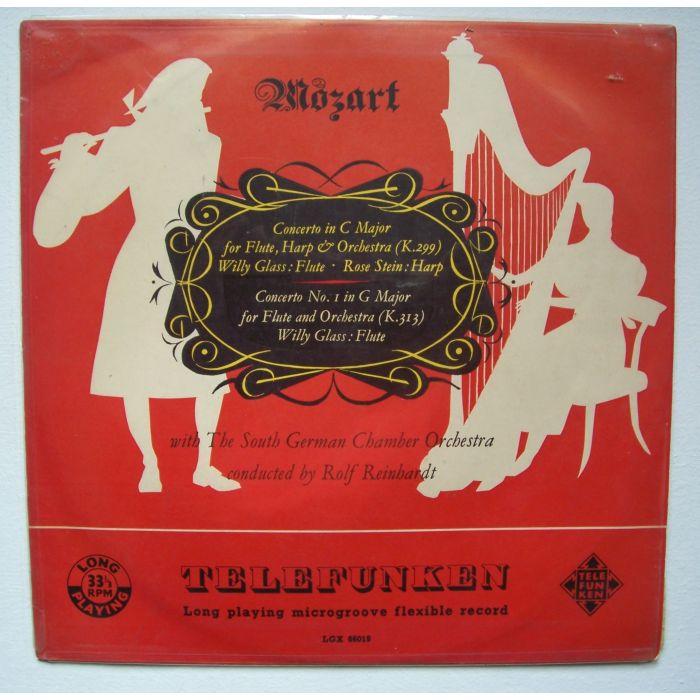 Mozart
Concerto in C Major
for Flute, Harp & Orchestra (K.299)
Willy Glass : Flute · Rose Stein : Harp
Concerto No. 1 in G Major
for Flute and Orchestra (K.313)
Willy Glass : Flute
with The South German Chamber Orchestra
conducted by Rolf Reinhardt
LONG
33⅓
RPM
PLAYING
TELEFUNKEN
Long playing microgroove flexible record
LGX 66019
TELE
FUN
KEN